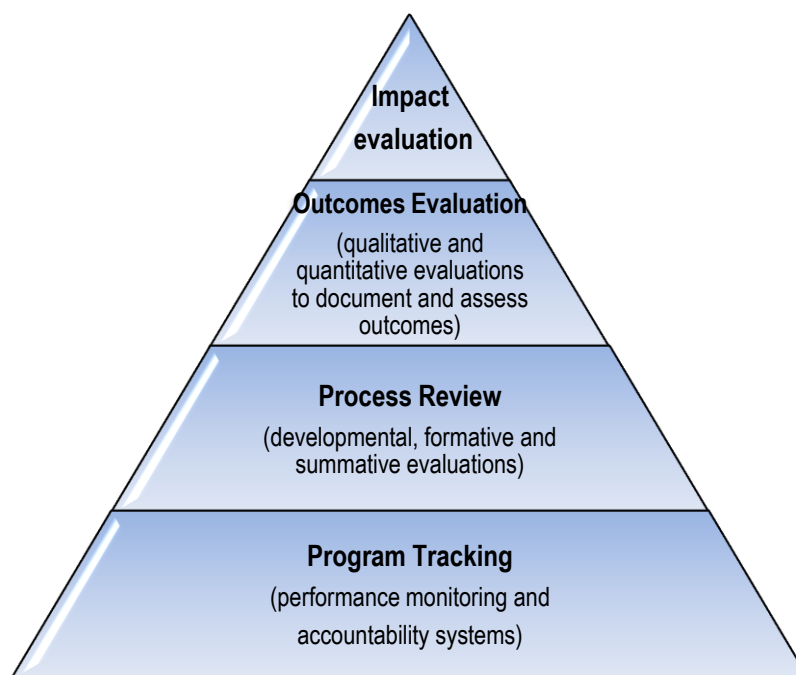 Impact
evaluation
Outcomes Evaluation
(qualitative and
quantitative evaluations
to document and assess
outcomes)
Process Review
(developmental, formative and
summative evaluations)
Program Tracking
(performance monitoring and
accountability systems)